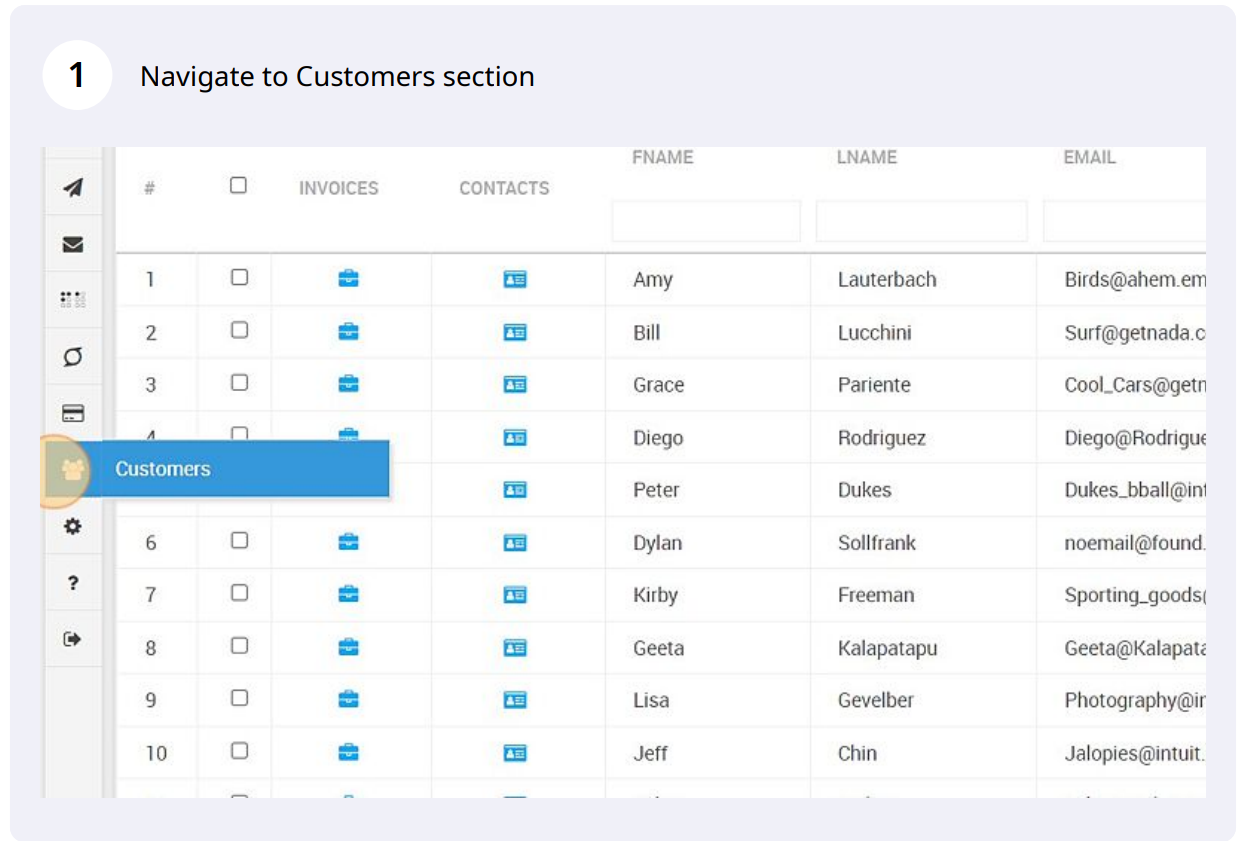 1 Navigate to Customers section
FNAME LNAME EMAIL
# INVOICES CONTACTS
1 Amy Lauterbach Birds@ahem.em
2 Bill Lucchini Surf@getnada.c
3 Grace Pariente Cool_Cars@getn
4 Diego Rodriguez Diego@Rodrigue
Customers
Peter Dukes Dukes_bball@int
6 Dylan Sollfrank noemail@found.
7 Kirby Freeman Sporting_goods@
8 Geeta Kalapatapu Geeta@Kalapata
9 Lisa Gevelber Photography@in
10 Jeff Chin Jalopies@intuit.